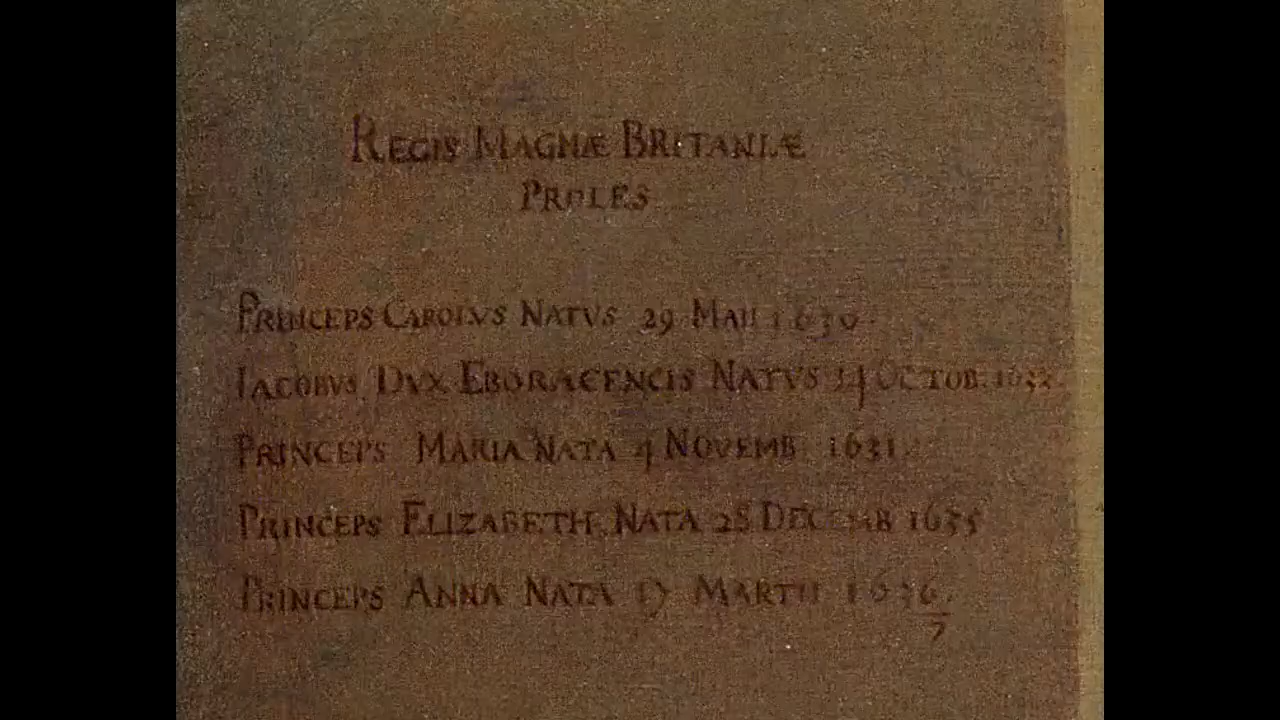 REGIS MAGNÆ BRITANIÆ
PROLES
PRINCEPS CAROLVS NATVS 29 MAII 1630.
IACOBVS DVX EBORACENCIS NATVS 14 OCTOB. 1633.
PRINCEPS MARIA NATA 4 NOVEMB 1631.
PRINCEPS ELIZABETH NATA 28 DECEMB 1635
PRINCEPS ANNA NATA 17 MARTII 1636.
7